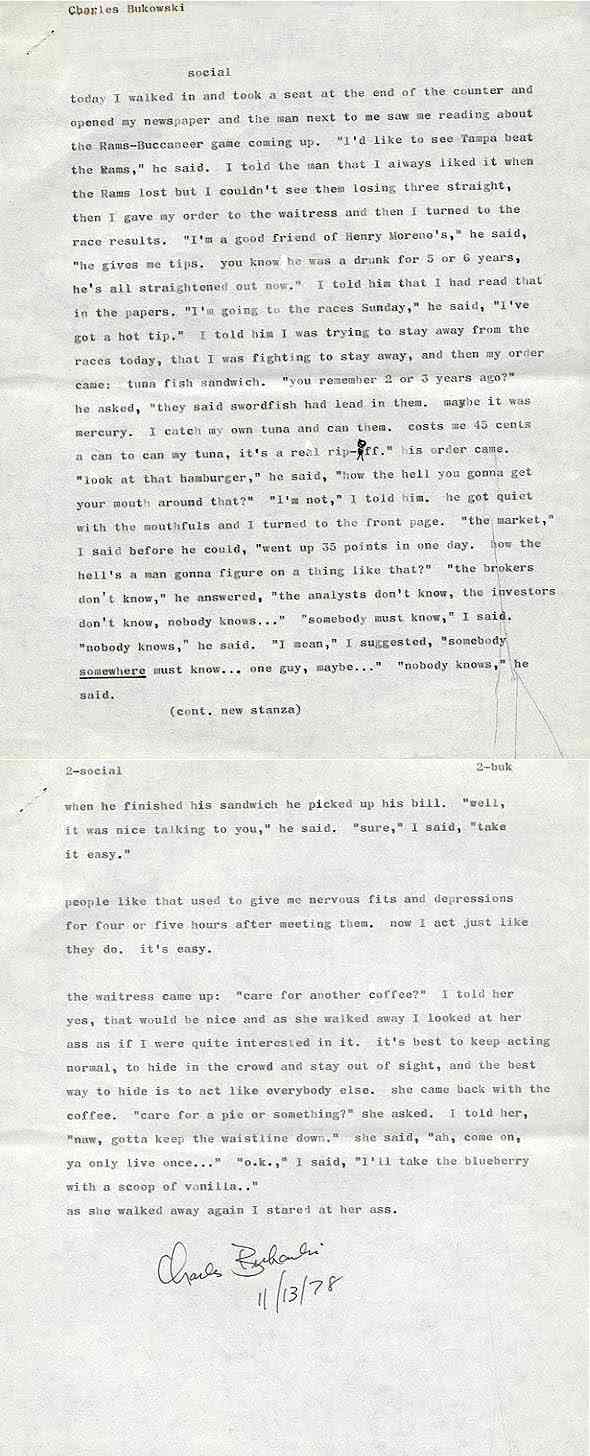 Charles Bukowski
social
today I walked in and took a seat at the end of the counter and
opened my newspaper and the man next to me saw me reading about
the Rams-Buccaneer game coming up.  "I'd like to see Tampa beat
the Rams," he said.  I told the man that I always liked it when
the Rams lost but I couldn't see them losing three straight,
then I gave my order to the waitress and then I turned to the
race results.  "I'm a good friend of Henry Moreno's," he said,
"he gives me tips.  you know he was a drunk for 5 or 6 years,
he's all straightened out now."  I told him that I had read that
in the papers. "I'm going to the races Sunday," he said, "I've
got a hot tip."  I told him I was trying to stay away from the
races today, that I was fighting to stay away, and then my order
came:  tuna fish sandwich.  "you remember 2 or 3 years ago?"
he asked, "they said swordfish had lead in them.  maybe it was
mercury.  I catch my own tuna and can them.  costs me 45 cents
a can to can my tuna, it's a real rip-off." his order came.
"look at that hamburger," he said, "how the hell you gonna get
your mouth around that?"  "I'm not," I told him.  he got quiet
with the mouthfuls and I turned to the front page.  "the market,"
I said before he could, "went up 35 points in one day.  how the
hell's a man gonna figure on a thing like that?"  "the brokers
don't know," he answered, "the analysts don't know, the investors
don't know, nobody knows..."  "somebody must know," I said.
"nobody knows," he said.  "I mean," I suggested, "somebody
somewhere must know... one guy, maybe..."  "nobody knows," he
said.
(cont. new stanza)
2-social 2-buk
when he finished his sandwich he picked up his bill.  "well,
it was nice talking to you," he said.  "sure," I said, "take
it easy."
people like that used to give me nervous fits and depressions
for four or five hours after meeting them.  now I act just like
they do.  it's easy.
the waitress came up:  "care for another coffee?"  I told her
yes, that would be nice and as she walked away I looked at her
ass as if I were quite interested in it.  it's best to keep acting
normal, to hide in the crowd and stay out of sight, and the best
way to hide is to act like everybody else.  she came back with the
coffee.  "care for a pie or something?" she asked.  I told her,
"naw, gotta keep the waistline down."  she said, "ah, come on,
ya only live once..."  "o.k.," I said, "I'll take the blueberry
with a scoop of vanilla.."
as she walked away again I stared at her ass.
Charles Bukowski
11/13/78